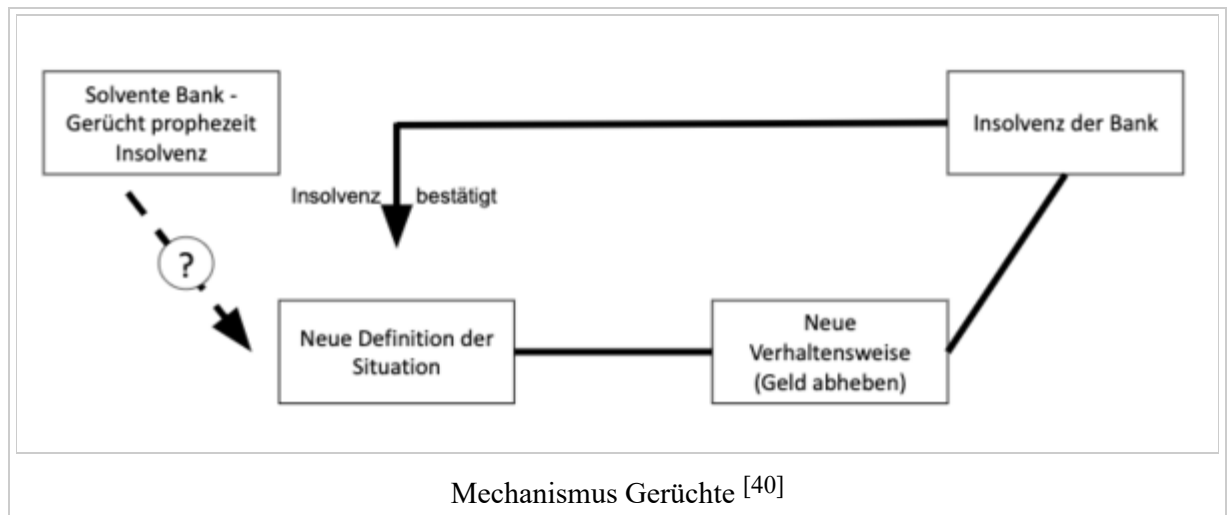 Solvente Bank -
Gerücht prophezeit
Insolvenz
Insolvenz der Bank
Insolvenz bestätigt
?
Neue Definition der
Situation
Neue
Verhaltensweise
(Geld abheben)
Mechanismus Gerüchte [40]